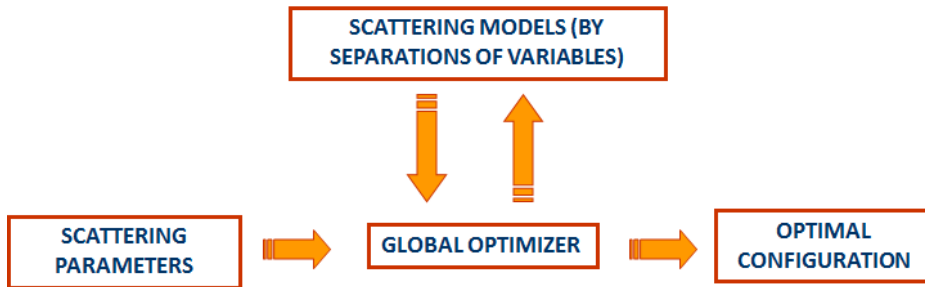 SCATTERING MODELS (BY
SEPARATIONS OF VARIABLES)
SCATTERING
PARAMETERS
GLOBAL OPTIMIZER
OPTIMAL
CONFIGURATION